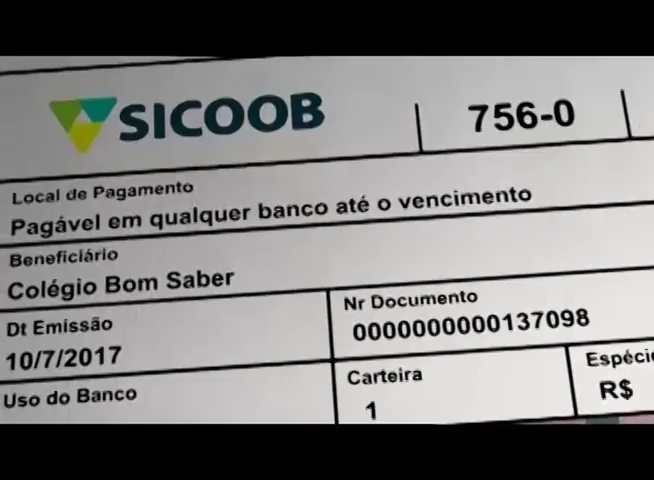 SICOOB
756-0
Local de Pagamento
Pagável em qualquer banco até o vencimento
Beneficiário
Colégio Bom Saber
Dt Emissão
10/7/2017
Nr Documento
0000000000137098
Uso do Banco
Carteira
1
Espéci
R$